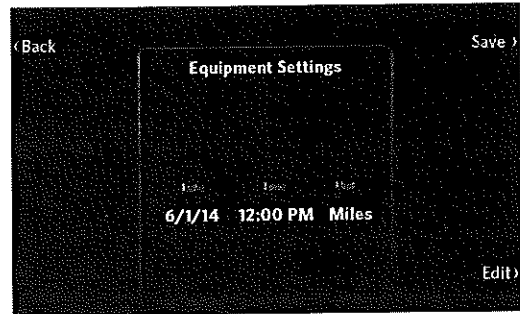 ‹Back
Save ›
Equipment Settings
6/1/14 12:00 PM Miles
Edit›